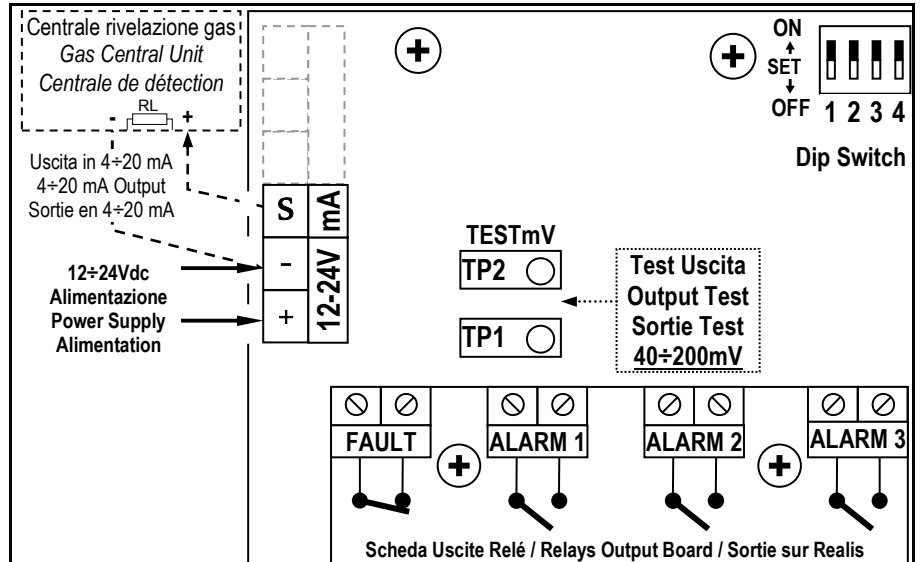 Centrale rivelazione gas
Gas Central Unit
Centrale de détection
- RL +
Uscita in 4÷20 mA
4÷20 mA Output
Sortie en 4÷20 mA
S mA
- 12-24V
+
12÷24Vdc
Alimentazione
Power Supply
Alimentation
ON
SET
OFF
1 2 3 4
Dip Switch
TESTmV
TP2
TP1
Test Uscita
Output Test
Sortie Test
40÷200mV
FAULT ALARM 1 ALARM 2 ALARM 3
Scheda Uscite Relé / Relays Output Board / Sortie sur Realis